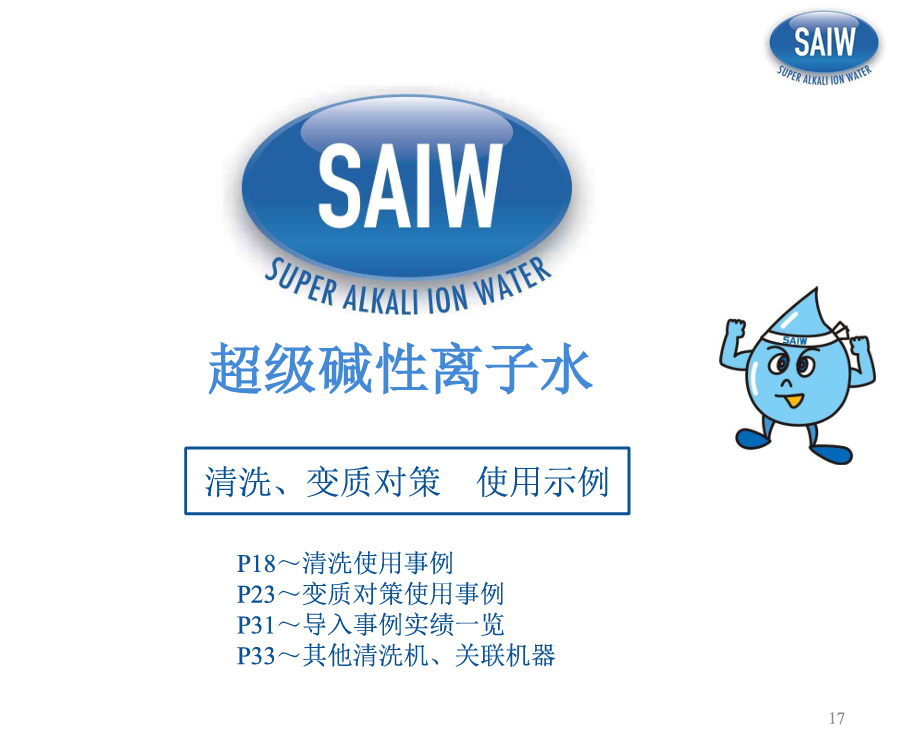 SAIW
SUPER ALKALI ION WATER
SAIW
SUPER ALKALI ION WATER
超级碱性离子水
SAIW
清洗、变质对策　使用示例
P18～清洗使用事例
P23～变质对策使用事例
P31～导入事例实绩一览
P33～其他清洗机、关联机器
17